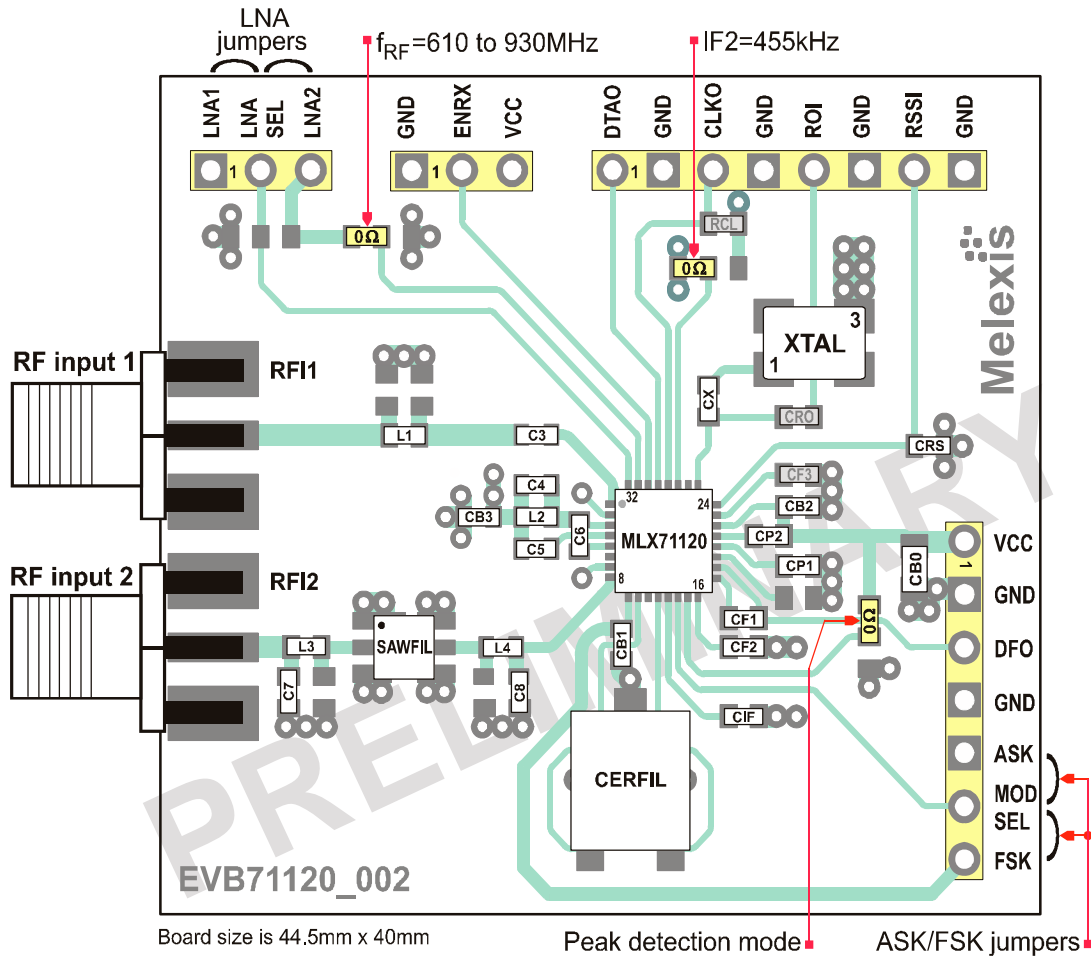 LNA
jumpers
fRF=610 to 930MHz
IF2=455kHz
LNA1
LNA
SEL
LNA2
GND
ENRX
VCC
DTAO
GND
CLKO
GND
ROI
GND
RSSI
GND
1
1
1
0Ω
RCL
0Ω
Melexis
XTAL
3
1
RF input 1
RFI1
CX
CRO
L1
C3
CRS
C4
32
24
CF3
CB3
L2
C6
MLX71120
CB2
C5
CP2
VCC
1
CB0
8
16
CP1
GND
RF input 2
RFI2
CF1
0Ω
DFO
L3
SAWFIL
L4
CB1
CF2
C7
C8
CIF
GND
ASK
CERFIL
MOD
SEL
FSK
PRELIMINARY
EVB71120_002
Board size is 44.5mm x 40mm
Peak detection mode
ASK/FSK jumpers